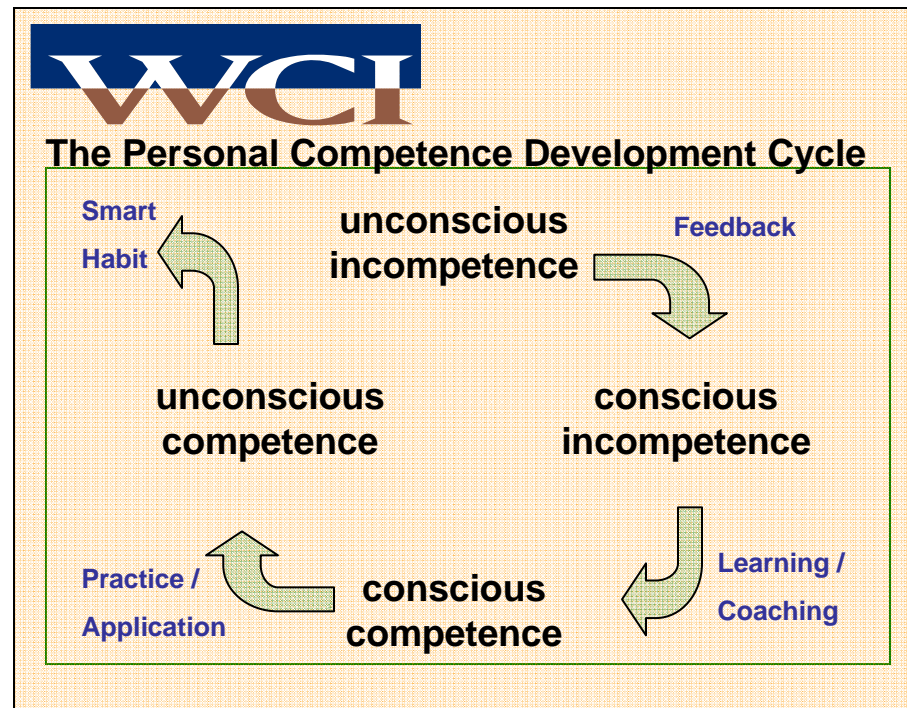 WCI
The Personal Competence Development Cycle
Smart
Habit
unconscious
incompetence
Feedback
unconscious
competence
conscious
incompetence
Practice /
Application
conscious
competence
Learning /
Coaching